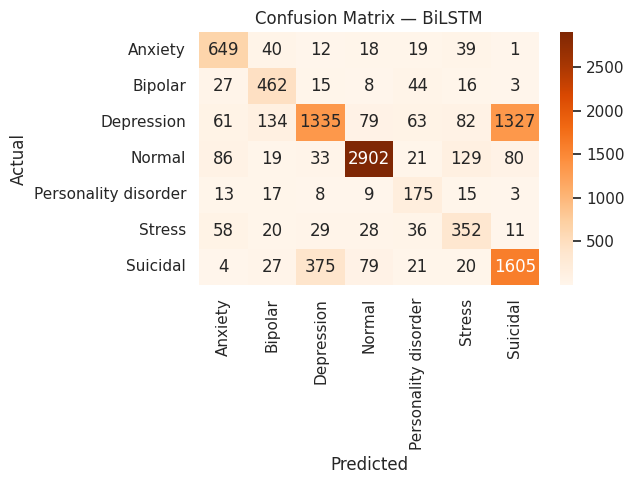 Confusion Matrix — BiLSTM
Actual
Anxiety 649 40 12 18 19 39 1
Bipolar 27 462 15 8 44 16 3
Depression 61 134 1335 79 63 82 1327
Normal 86 19 33 2902 21 129 80
Personality disorder 13 17 8 9 175 15 3
Stress 58 20 29 28 36 352 11
Suicidal 4 27 375 79 21 20 1605
Anxiety Bipolar Depression Normal Personality disorder Stress Suicidal
Predicted
2500
2000
1500
1000
500